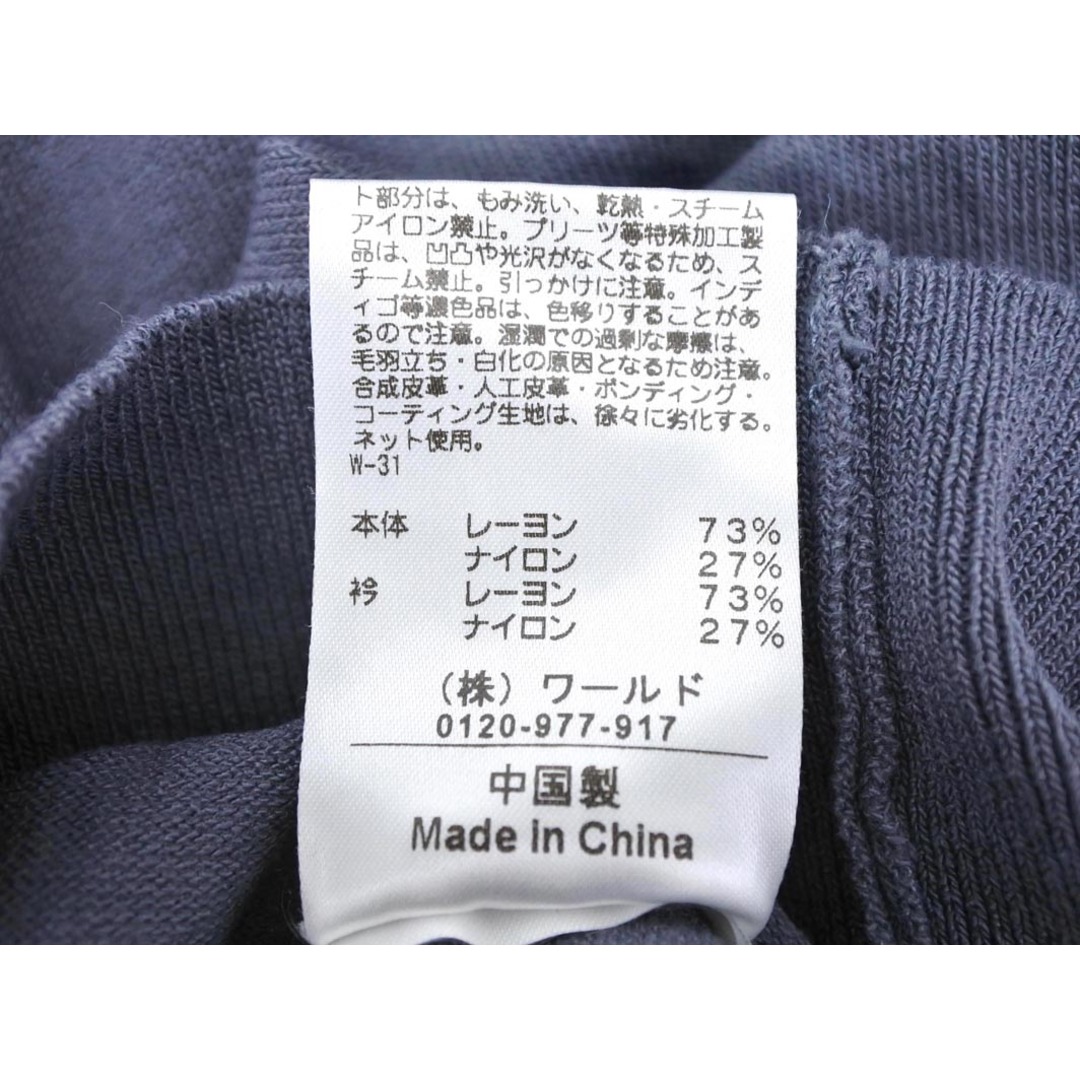 ト部分は、もみ洗い、乾熱・スチーム
アイロン禁止。プリーツ等特殊加工製
品は、凹凸や光沢がなくなるため、ス
チーム禁止。引っかけに注意。インデ
ィゴ等濃色品は、色移りすることがあ
るので注意。湿潤での過剰な摩擦は、
毛羽立ち・白化の原因となるため注意。
合成皮革・人工皮革・ボンディング・
コーティング生地は、徐々に劣化する。
ネット使用。
W-31
本体 レーヨン 73%
ナイロン 27%
衿 レーヨン 73%
ナイロン 27%
(株) ワールド
0120-977-917
中国製
Made in China